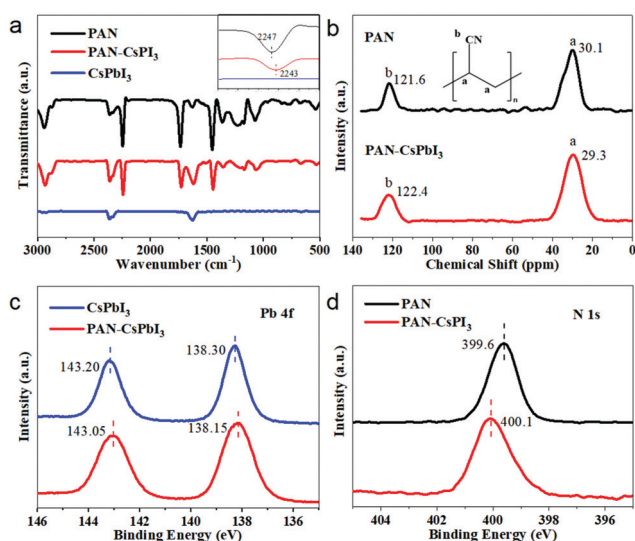 a
PAN
PAN-CsPI₃
CsPbI₃
2247
2243
Transmittance (a.u.)
3000 2500 2000 1500 1000 500
Wavenumber (cm⁻¹)
b
PAN
b
CN
a
a
n
b
121.6
a
30.1
PAN-CsPbI₃
b
122.4
a
29.3
Intensity (a.u.)
140 120 100 80 60 40 20 0
Chemical Shift (ppm)
c
CsPbI₃
PAN-CsPbI₃
Pb 4f
143.20
138.30
143.05
138.15
Intensity (a.u.)
146 144 142 140 138 136
Binding Energy (eV)
d
PAN
PAN-CsPI₃
N 1s
399.6
400.1
Intensity (a.u.)
404 402 400 398 396
Binding Energy (eV)